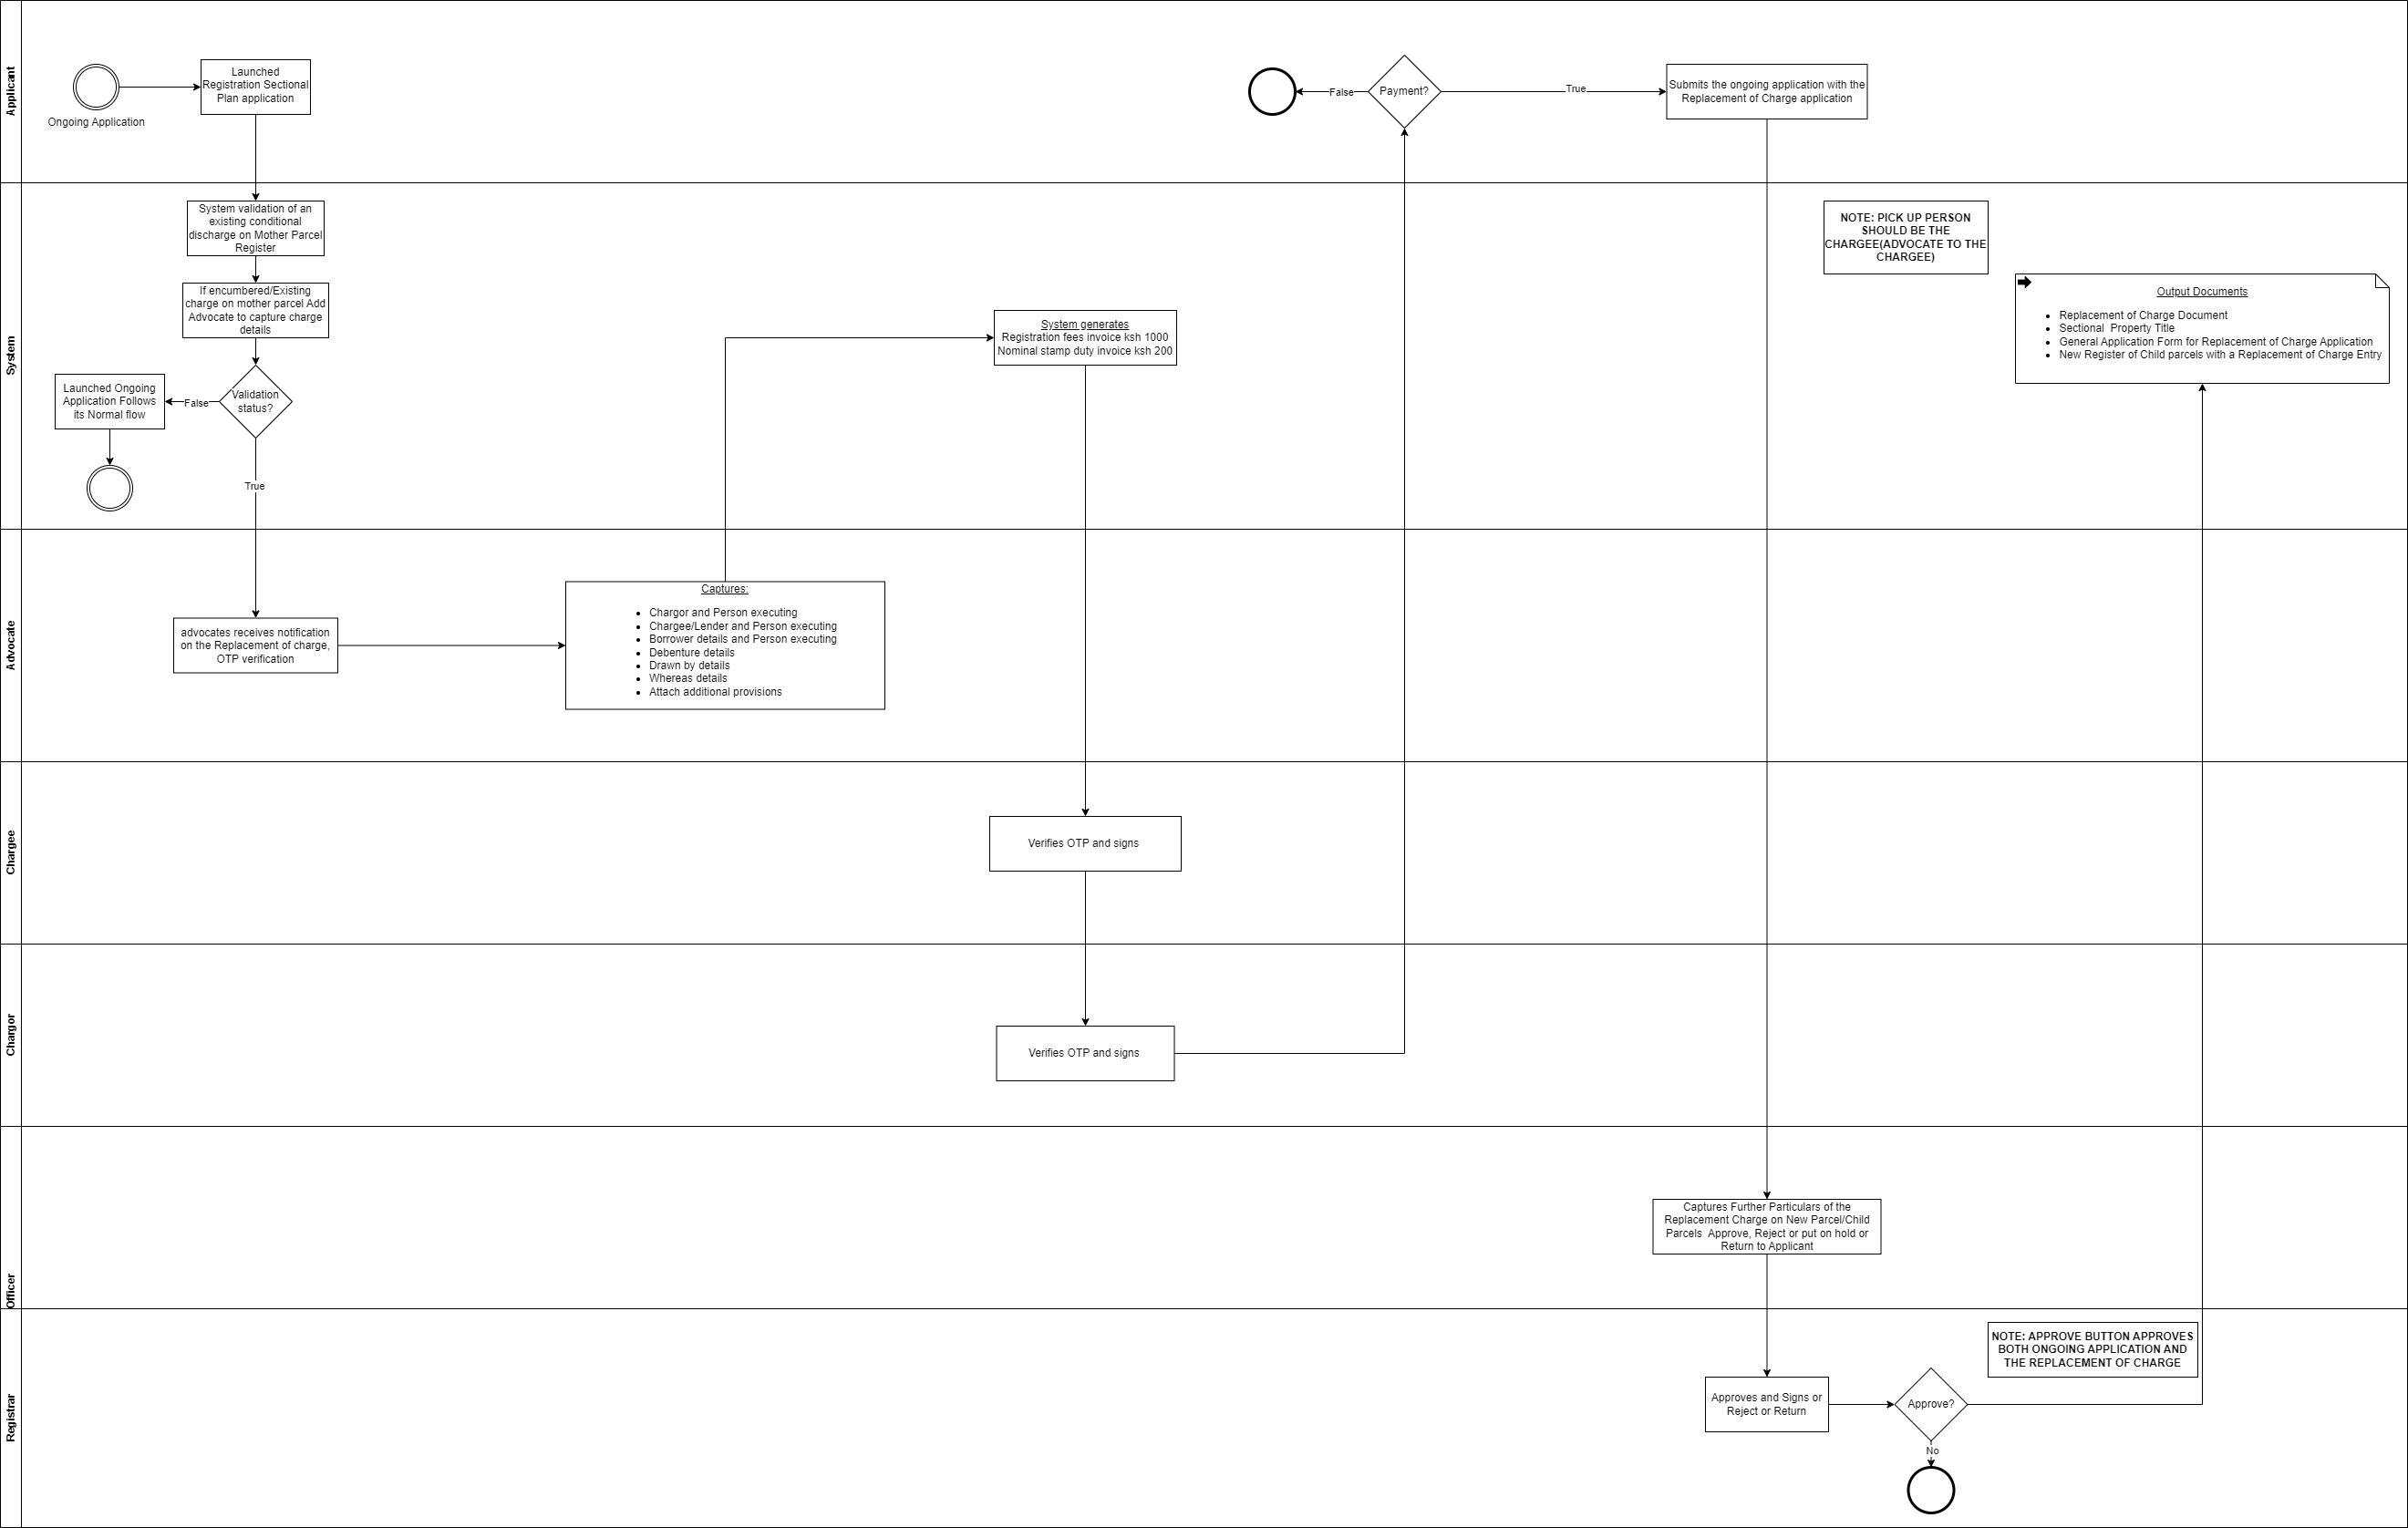 Applicant
Ongoing Application
Launched
Registration Sectional
Plan application
False
Payment?
True
Submits the ongoing application with the
Replacement of Charge application
System
System validation of an
existing conditional
discharge on Mother Parcel
Register
If encumbered/Existing
charge on mother parcel Add
Advocate to capture charge
details
Validation
status?
False
Launched Ongoing
Application Follows
its Normal flow
True
System generates
Registration fees invoice ksh 1000
Nominal stamp duty invoice ksh 200
NOTE: PICK UP PERSON
SHOULD BE THE
CHARGEE(ADVOCATE TO THE
CHARGEE)
Output Documents
Replacement of Charge Document
Sectional Property Title
General Application Form for Replacement of Charge Application
New Register of Child parcels with a Replacement of Charge Entry
Advocate
advocates receives notification
on the Replacement of charge,
OTP verification
Captures:
Chargor and Person executing
Chargee/Lender and Person executing
Borrower details and Person executing
Debenture details
Drawn by details
Whereas details
Attach additional provisions
Chargee
Verifies OTP and signs
Chargor
Verifies OTP and signs
Officer
Captures Further Particulars of the
Replacement Charge on New Parcel/Child
Parcels Approve, Reject or put on hold or
Return to Applicant
Registrar
Approves and Signs or
Reject or Return
Approve?
No
NOTE: APPROVE BUTTON APPROVES
BOTH ONGOING APPLICATION AND
THE REPLACEMENT OF CHARGE